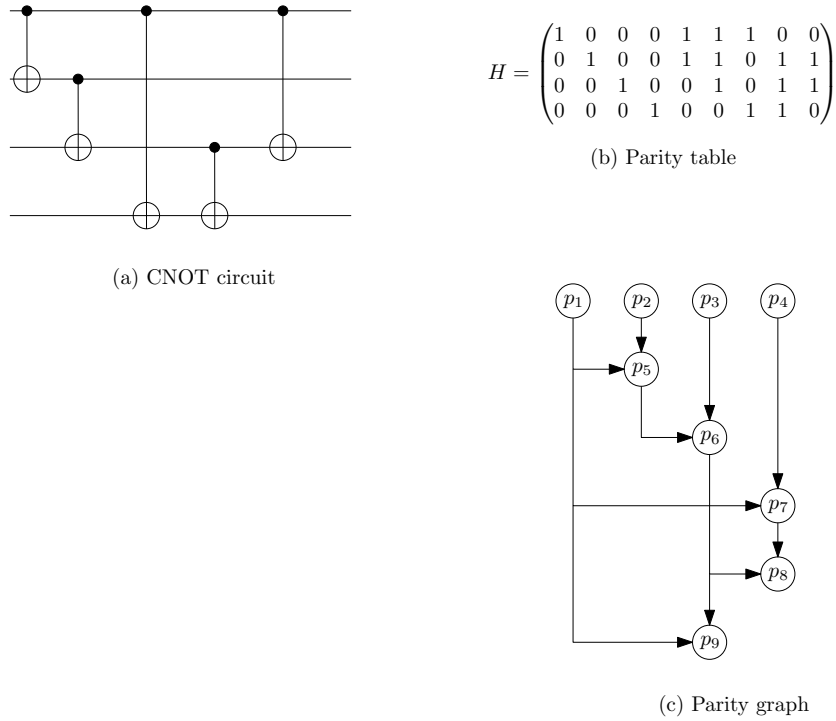 H =
1 0 0 0 1 1 1 0 0
0 1 0 0 1 1 0 1 1
0 0 1 0 0 1 0 1 1
0 0 0 1 0 0 1 1 0
(b) Parity table
(a) CNOT circuit
p1 p2 p3 p4
p5
p6
p7
p8
p9
(c) Parity graph